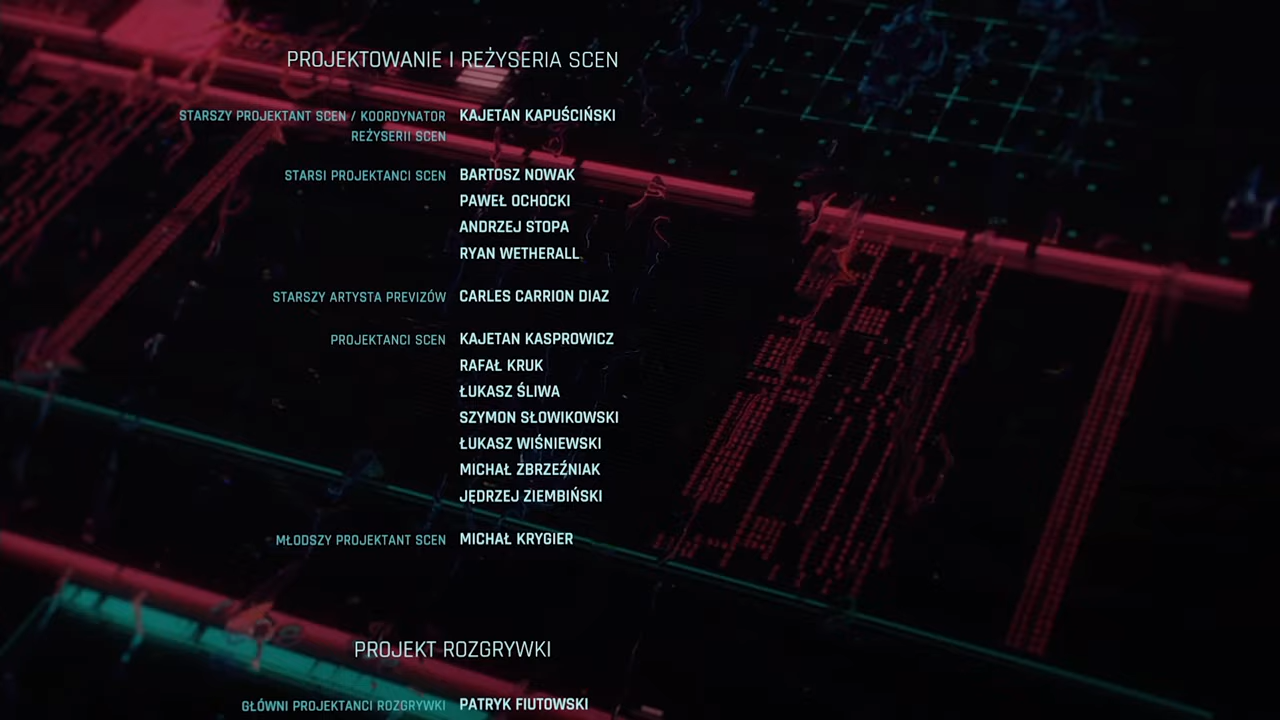 PROJEKTOWANIE I REŻYSERIA SCEN
STARSZY PROJEKTANT SCEN / KOORDYNATOR KAJETAN KAPUŚCIŃSKI
REŻYSERII SCEN
STARSI PROJEKTANCI SCEN BARTOSZ NOWAK
PAWEŁ OCHOCKI
ANDRZEJ STOPA
RYAN WETHERALL
STARSZY ARTYSTA PREVIZÓW CARLES CARRION DIAZ
PROJEKTANCI SCEN KAJETAN KASPROWICZ
RAFAŁ KRUK
ŁUKASZ ŚLIWA
SZYMON SŁOWIKOWSKI
ŁUKASZ WIŚNIEWSKI
MICHAŁ ZBRZEŹNIAK
JĘDRZEJ ZIEMBIŃSKI
MŁODSZY PROJEKTANT SCEN MICHAŁ KRYGIER
PROJEKT ROZGRYWKI
GŁÓWNI PROJEKTANCI ROZGRYWKI PATRYK FIUTOWSKI